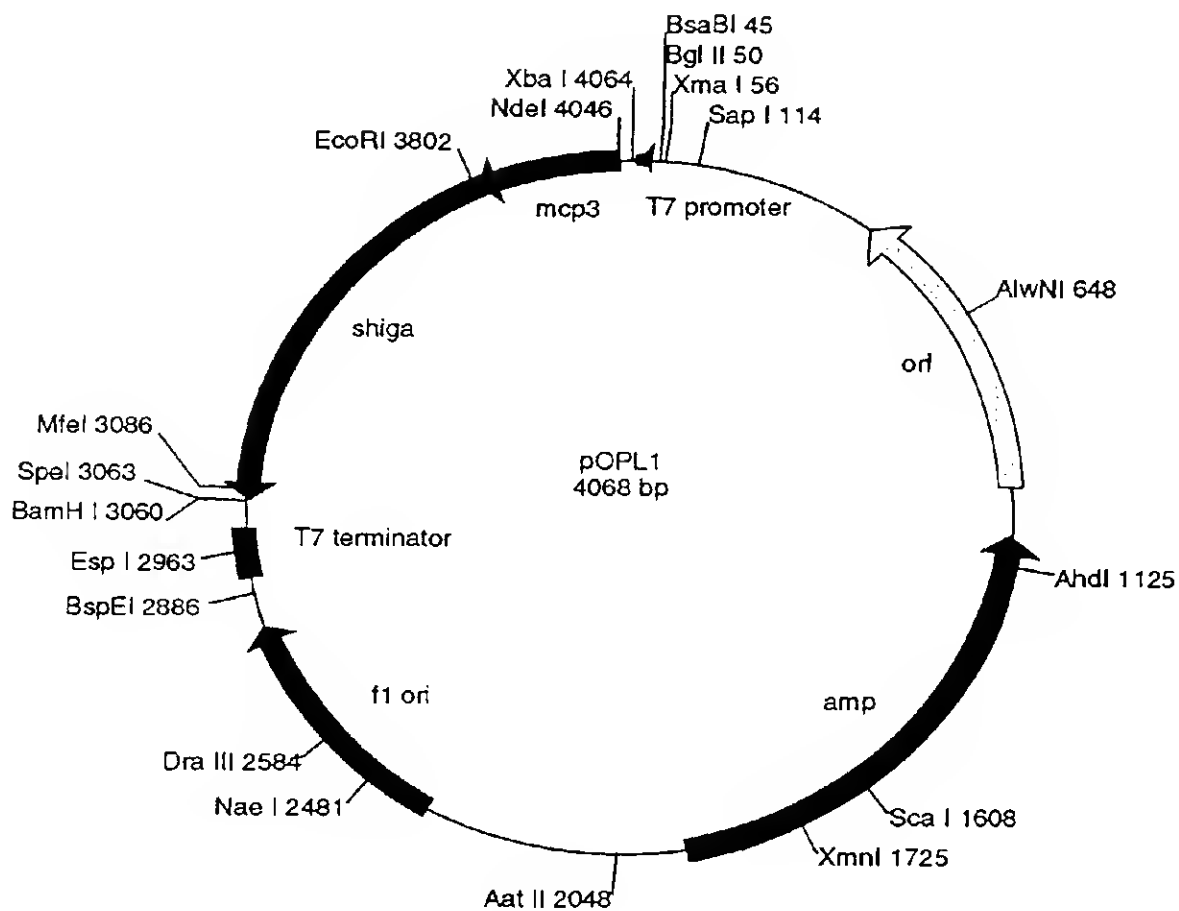 BsaBI 45
Bgl II 50
Xma I 56
Sap I 114
Xba I 4064
NdeI 4046
EcoRI 3802
mcp3
T7 promoter
AlwNI 648
ori
shiga
MfeI 3086
SpeI 3063
BamH I 3060
pOPL1
4068 bp
T7 terminator
Esp I 2963
BspEI 2886
AhdI 1125
amp
f1 ori
Dra III 2584
Nae I 2481
Sca I 1608
XmnI 1725
Aat II 2048